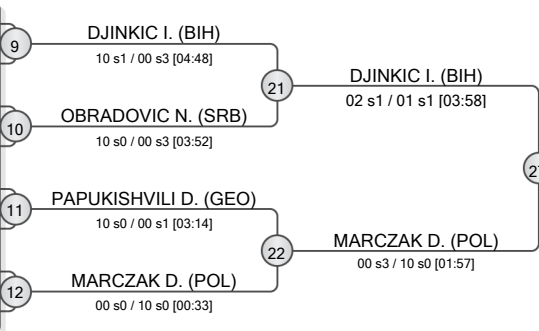 9
DJINKIC I. (BIH)
10 s1 / 00 s3 [04:48]
21
DJINKIC I. (BIH)
02 s1 / 01 s1 [03:58]
10
OBRADOVIC N. (SRB)
10 s0 / 00 s3 [03:52]
27
11
PAPUKISHVILI D. (GEO)
10 s0 / 00 s1 [03:14]
22
MARCZAK D. (POL)
00 s3 / 10 s0 [01:57]
12
MARCZAK D. (POL)
00 s0 / 10 s0 [00:33]